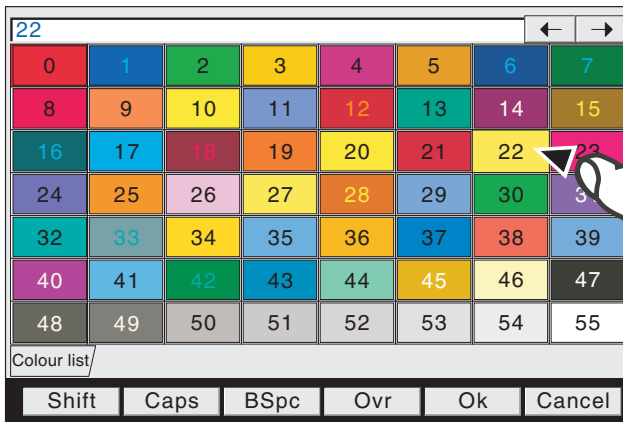 22 ← →
0 1 2 3 4 5 6 7
8 9 10 11 12 13 14 15
16 17 18 19 20 21 22 23
24 25 26 27 28 29 30 31
32 33 34 35 36 37 38 39
40 41 42 43 44 45 46 47
48 49 50 51 52 53 54 55
Colour list
Shift Caps BSpc Ovr Ok Cancel